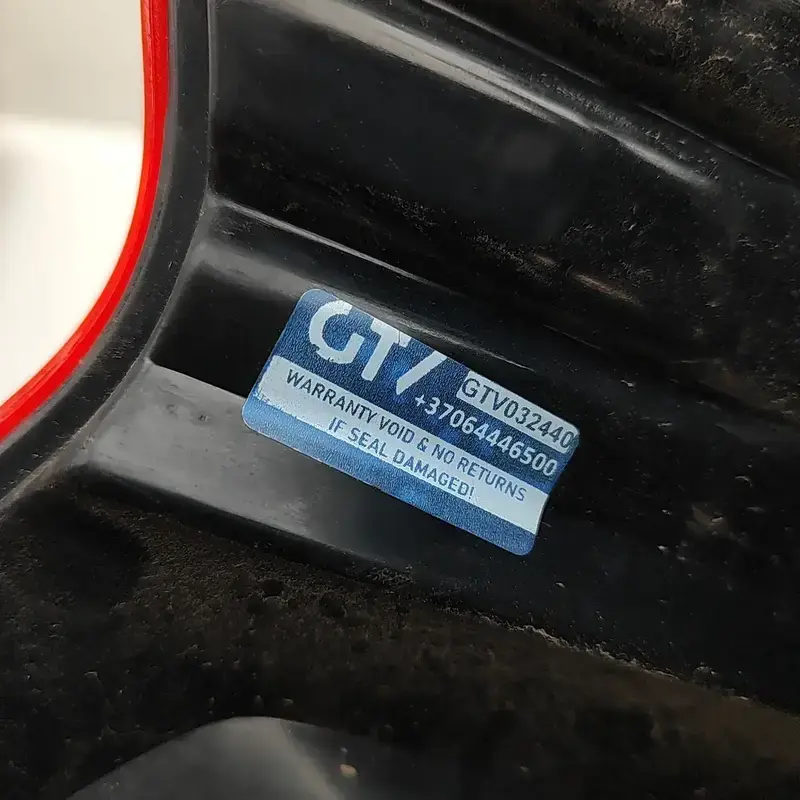 GTV
GTV032440
+37064446500
WARRANTY VOID & NO RETURNS
IF SEAL DAMAGED!